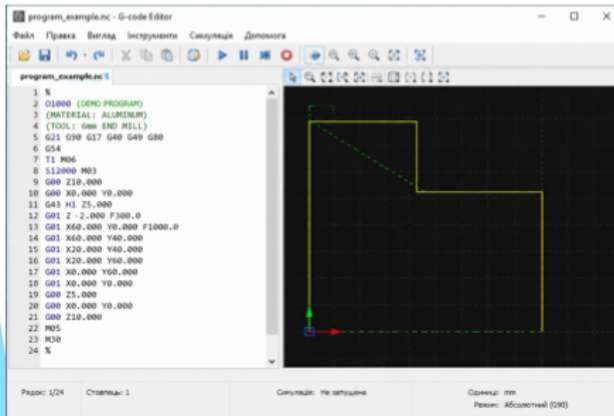 program_example.nc - G-code Editor
Файл Правка Вигляд Інструменти Симуляція Допомога
program_example.nc
1 %
2 O1000 (DEMO PROGRAM)
3 (MATERIAL: ALUMINUM)
4 (TOOL: 6mm END MILL)
5 G21 G90 G17 G40 G49 G80
6 G54
7 T1 M06
8 S12000 M03
9 G00 Z10.000
10 G00 X0.000 Y0.000
11 G43 H1 Z5.000
12 G01 Z-2.000 F300.0
13 G01 X60.000 Y0.000 F1000.0
14 G01 X60.000 Y40.000
15 G01 X20.000 Y40.000
16 G01 X20.000 Y60.000
17 G01 X0.000 Y60.000
18 G01 X0.000 Y0.000
19 G00 Z5.000
20 G00 X0.000 Y0.000
21 G00 Z10.000
22 M05
23 M30
24 %
Рядок: 1/24 Стовпець: 1 Симуляція: Не запущена Одиниці: mm
Режим: Абсолютний (G90)